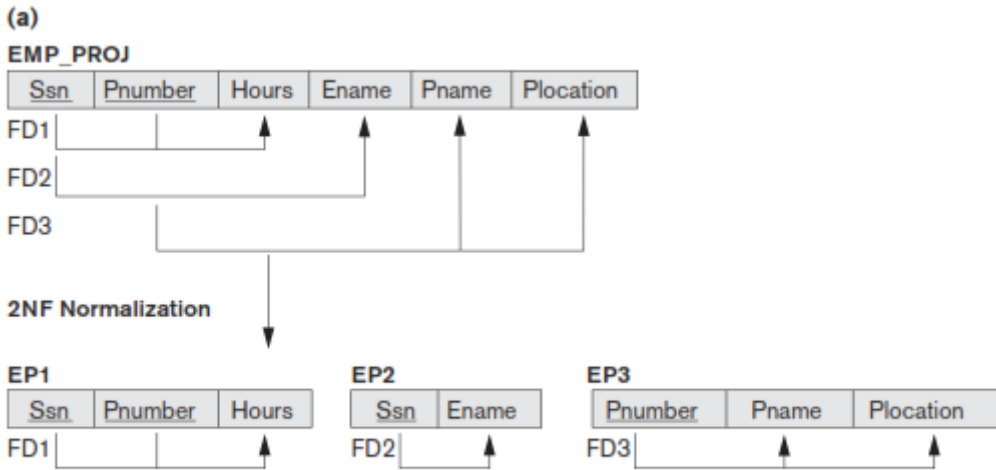 (a)
EMP_PROJ
Ssn Pnumber Hours Ename Pname Plocation
FD1
FD2
FD3
2NF Normalization
EP1 EP2 EP3
Ssn Pnumber Hours Ssn Ename Pnumber Pname Plocation
FD1 FD2 FD3